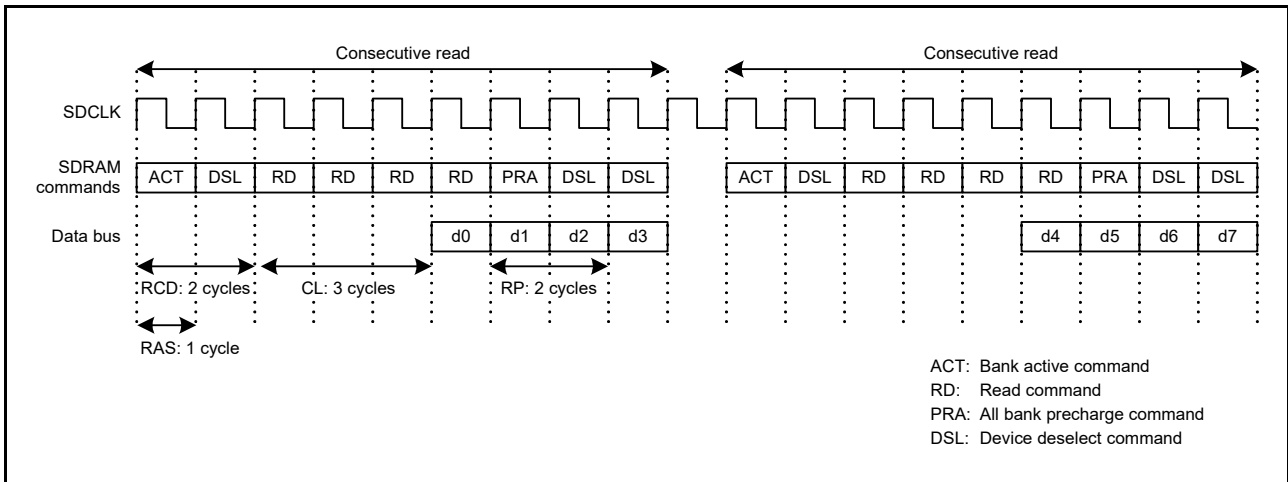 Consecutive read Consecutive read
SDCLK
SDRAM
commands
ACT DSL RD RD RD RD PRA DSL DSL ACT DSL RD RD RD RD PRA DSL DSL
Data bus
d0 d1 d2 d3 d4 d5 d6 d7
RCD: 2 cycles CL: 3 cycles RP: 2 cycles
RAS: 1 cycle
ACT: Bank active command
RD: Read command
PRA: All bank precharge command
DSL: Device deselect command